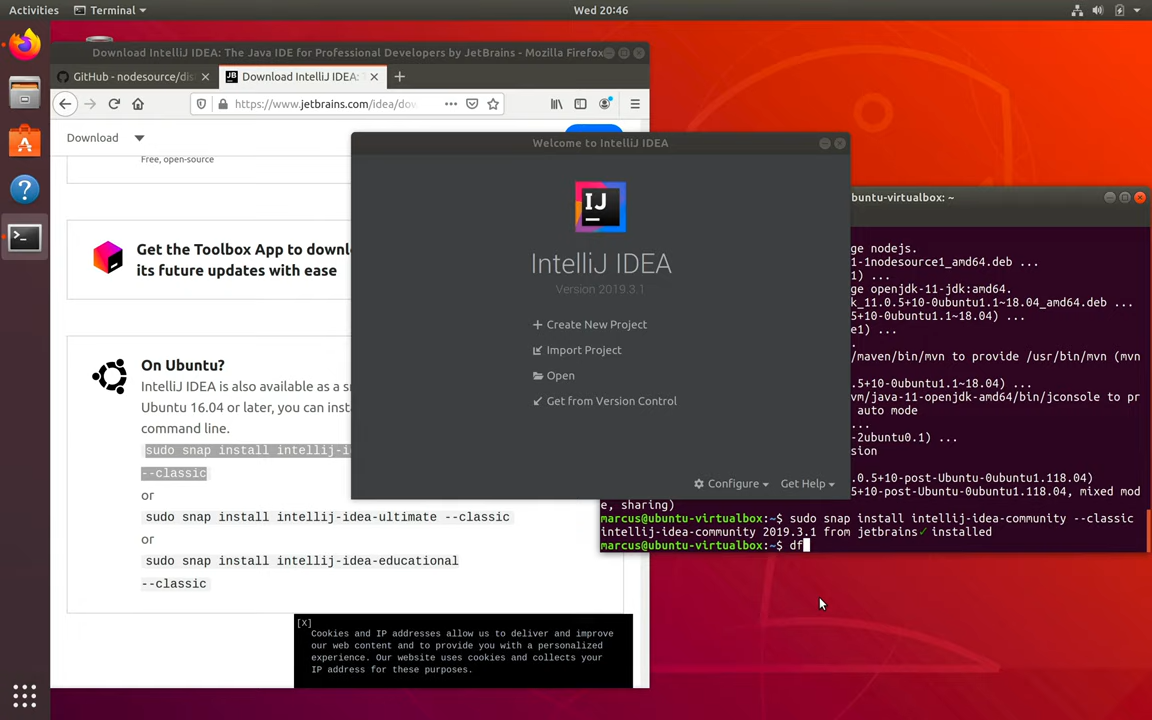 Activities
Terminal
Wed 20:46
Download IntelliJ IDEA: The Java IDE for Professional Developers by JetBrains - Mozilla Firefox
GitHub - nodesource/dis
Download IntelliJ IDEA: T
https://www.jetbrains.com/idea/dow
Download
Free, open-source
Get the Toolbox App to downl
its future updates with ease
On Ubuntu?
IntelliJ IDEA is also available as a s
Ubuntu 16.04 or later, you can inst
command line.
sudo snap install intellij-i
--classic
or
sudo snap install intellij-idea-ultimate --classic
or
sudo snap install intellij-idea-educational
--classic
[X]
Cookies and IP addresses allow us to deliver and improve
our web content and to provide you with a personalized
experience. Our website uses cookies and collects your
IP address for these purposes.
Welcome to IntelliJ IDEA
IJ
IntelliJ IDEA
Version 2019.3.1
Create New Project
Import Project
Open
Get from Version Control
Configure
Get Help
buntu-virtualbox: ~
ge nodejs.
-1nodesource1_amd64.deb ...
) ...
ge openjdk-11-jdk:amd64.
k_11.0.5+10-0ubuntu1.1~18.04_amd64.deb ...
.5+10-0ubuntu1.1~18.04) ...
e1) ...
.
/maven/bin/mvn to provide /usr/bin/mvn (mvn
.5+10-0ubuntu1.1~18.04) ...
vm/java-11-openjdk-amd64/bin/jconsole to pr
auto mode
...
-2ubuntu0.1) ...
sion
.0.5+10-post-Ubuntu-0ubuntu1.118.04)
.5+10-post-Ubuntu-0ubuntu1.118.04, mixed mod
e, sharing)
marcus@ubuntu-virtualbox:~$ sudo snap install intellij-idea-community --classic
intellij-idea-community 2019.3.1 from jetbrains✓ installed
marcus@ubuntu-virtualbox:~$ df